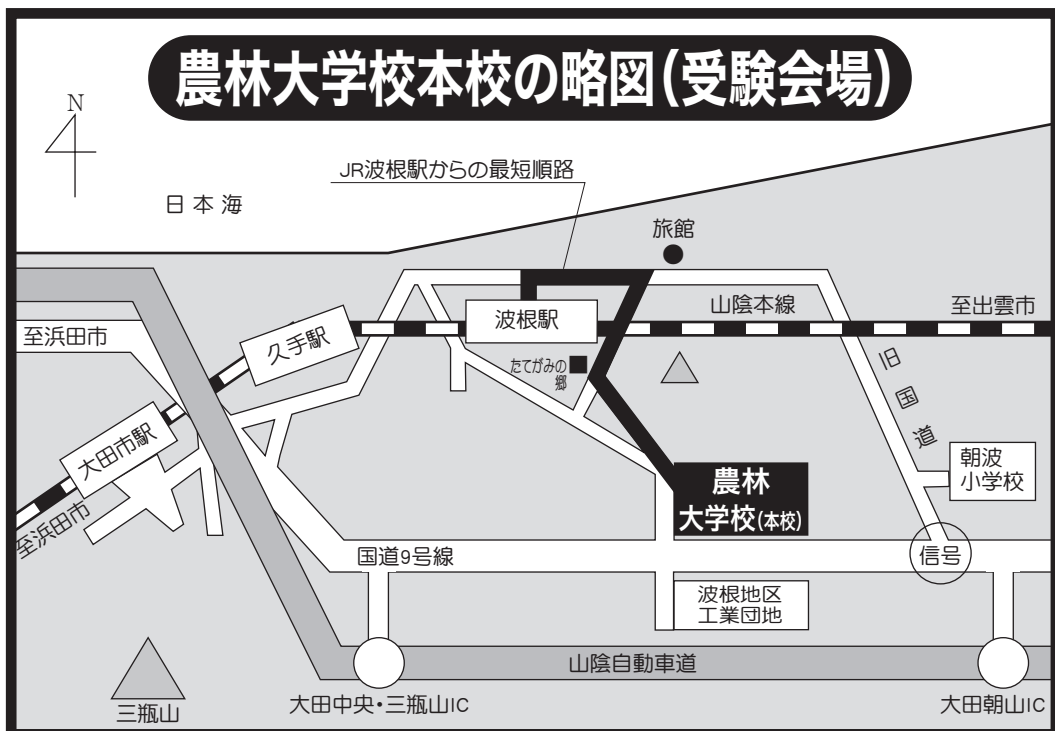 農林大学校本校の略図(受験会場)
N
JR波根駅からの最短順路
日本海
旅館
山陰本線
至出雲市
波根駅
至浜田市
久手駅
たてがみの
郷
旧国道
大田市駅
朝波
小学校
農林
大学校(本校)
至浜田市
国道9号線
信号
波根地区
工業団地
山陰自動車道
三瓶山
大田中央・三瓶山IC
大田朝山IC